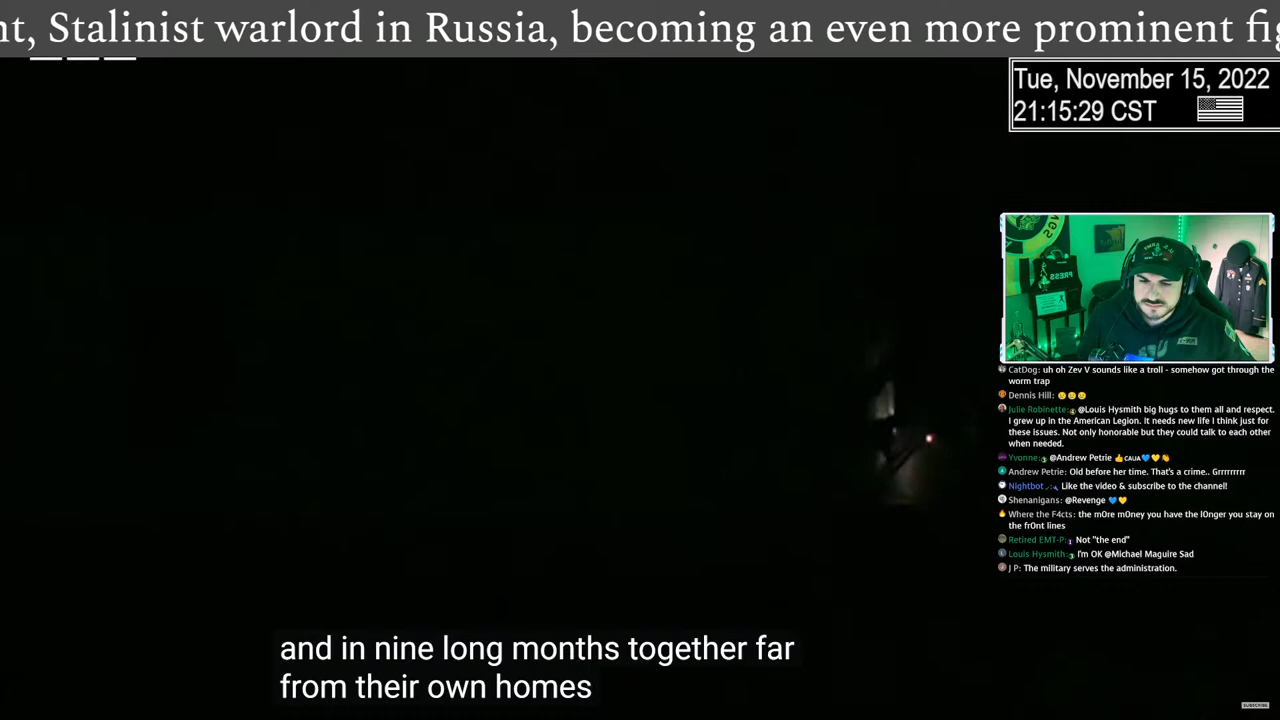 nt, Stalinist warlord in Russia, becoming an even more prominent fig
Tue, November 15, 2022
21:15:29 CST
PRESS
CatDog: uh oh Zev V sounds like a troll - somehow got through the
worm trap
Dennis Hill: 😢😢😢
Julie Robinette: @Louis Hysmith big hugs to them all and respect.
I grew up in the American Legion. It needs new life I think just for
these issues. Not only honorable but they could talk to each other
when needed.
Yvonne: @Andrew Petrie 👍ᴄᴀᴜᴀ💙💛👏
Andrew Petrie: Old before her time. That's a crime.. Grrrrrrrr
Nightbot: Like the video & subscribe to the channel!
Shenanigans: @Revenge 💙💛
Where the F4cts: the m0re m0ney you have the l0nger you stay on
the fr0nt lines
Retired EMT-P: Not "the end"
Louis Hysmith: I'm OK @Michael Maguire Sad
J P: The military serves the administration.
and in nine long months together far
from their own homes
SUBSCRIBE